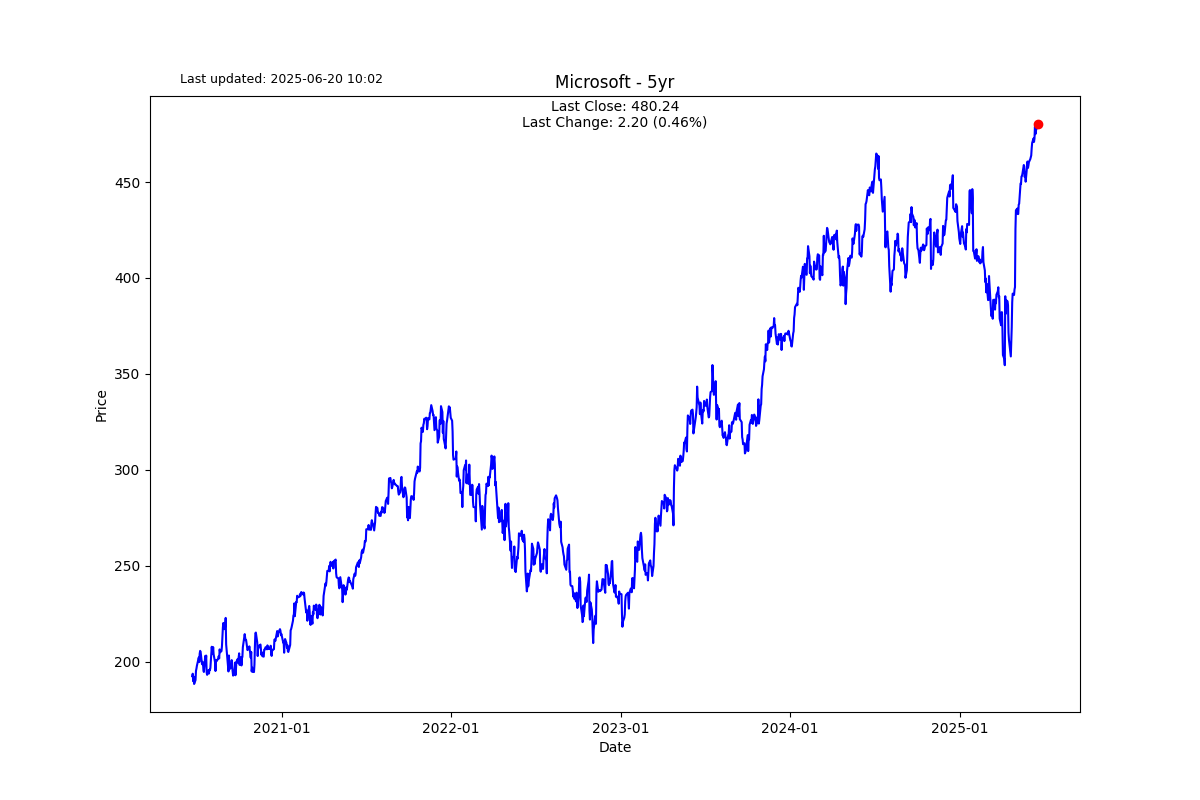 Last updated: 2025-06-20 10:02
Microsoft - 5yr
Last Close: 480.24
Last Change: 2.20 (0.46%)
450
400
350
300
250
200
Price
2021-01
2022-01
2023-01
2024-01
2025-01
Date